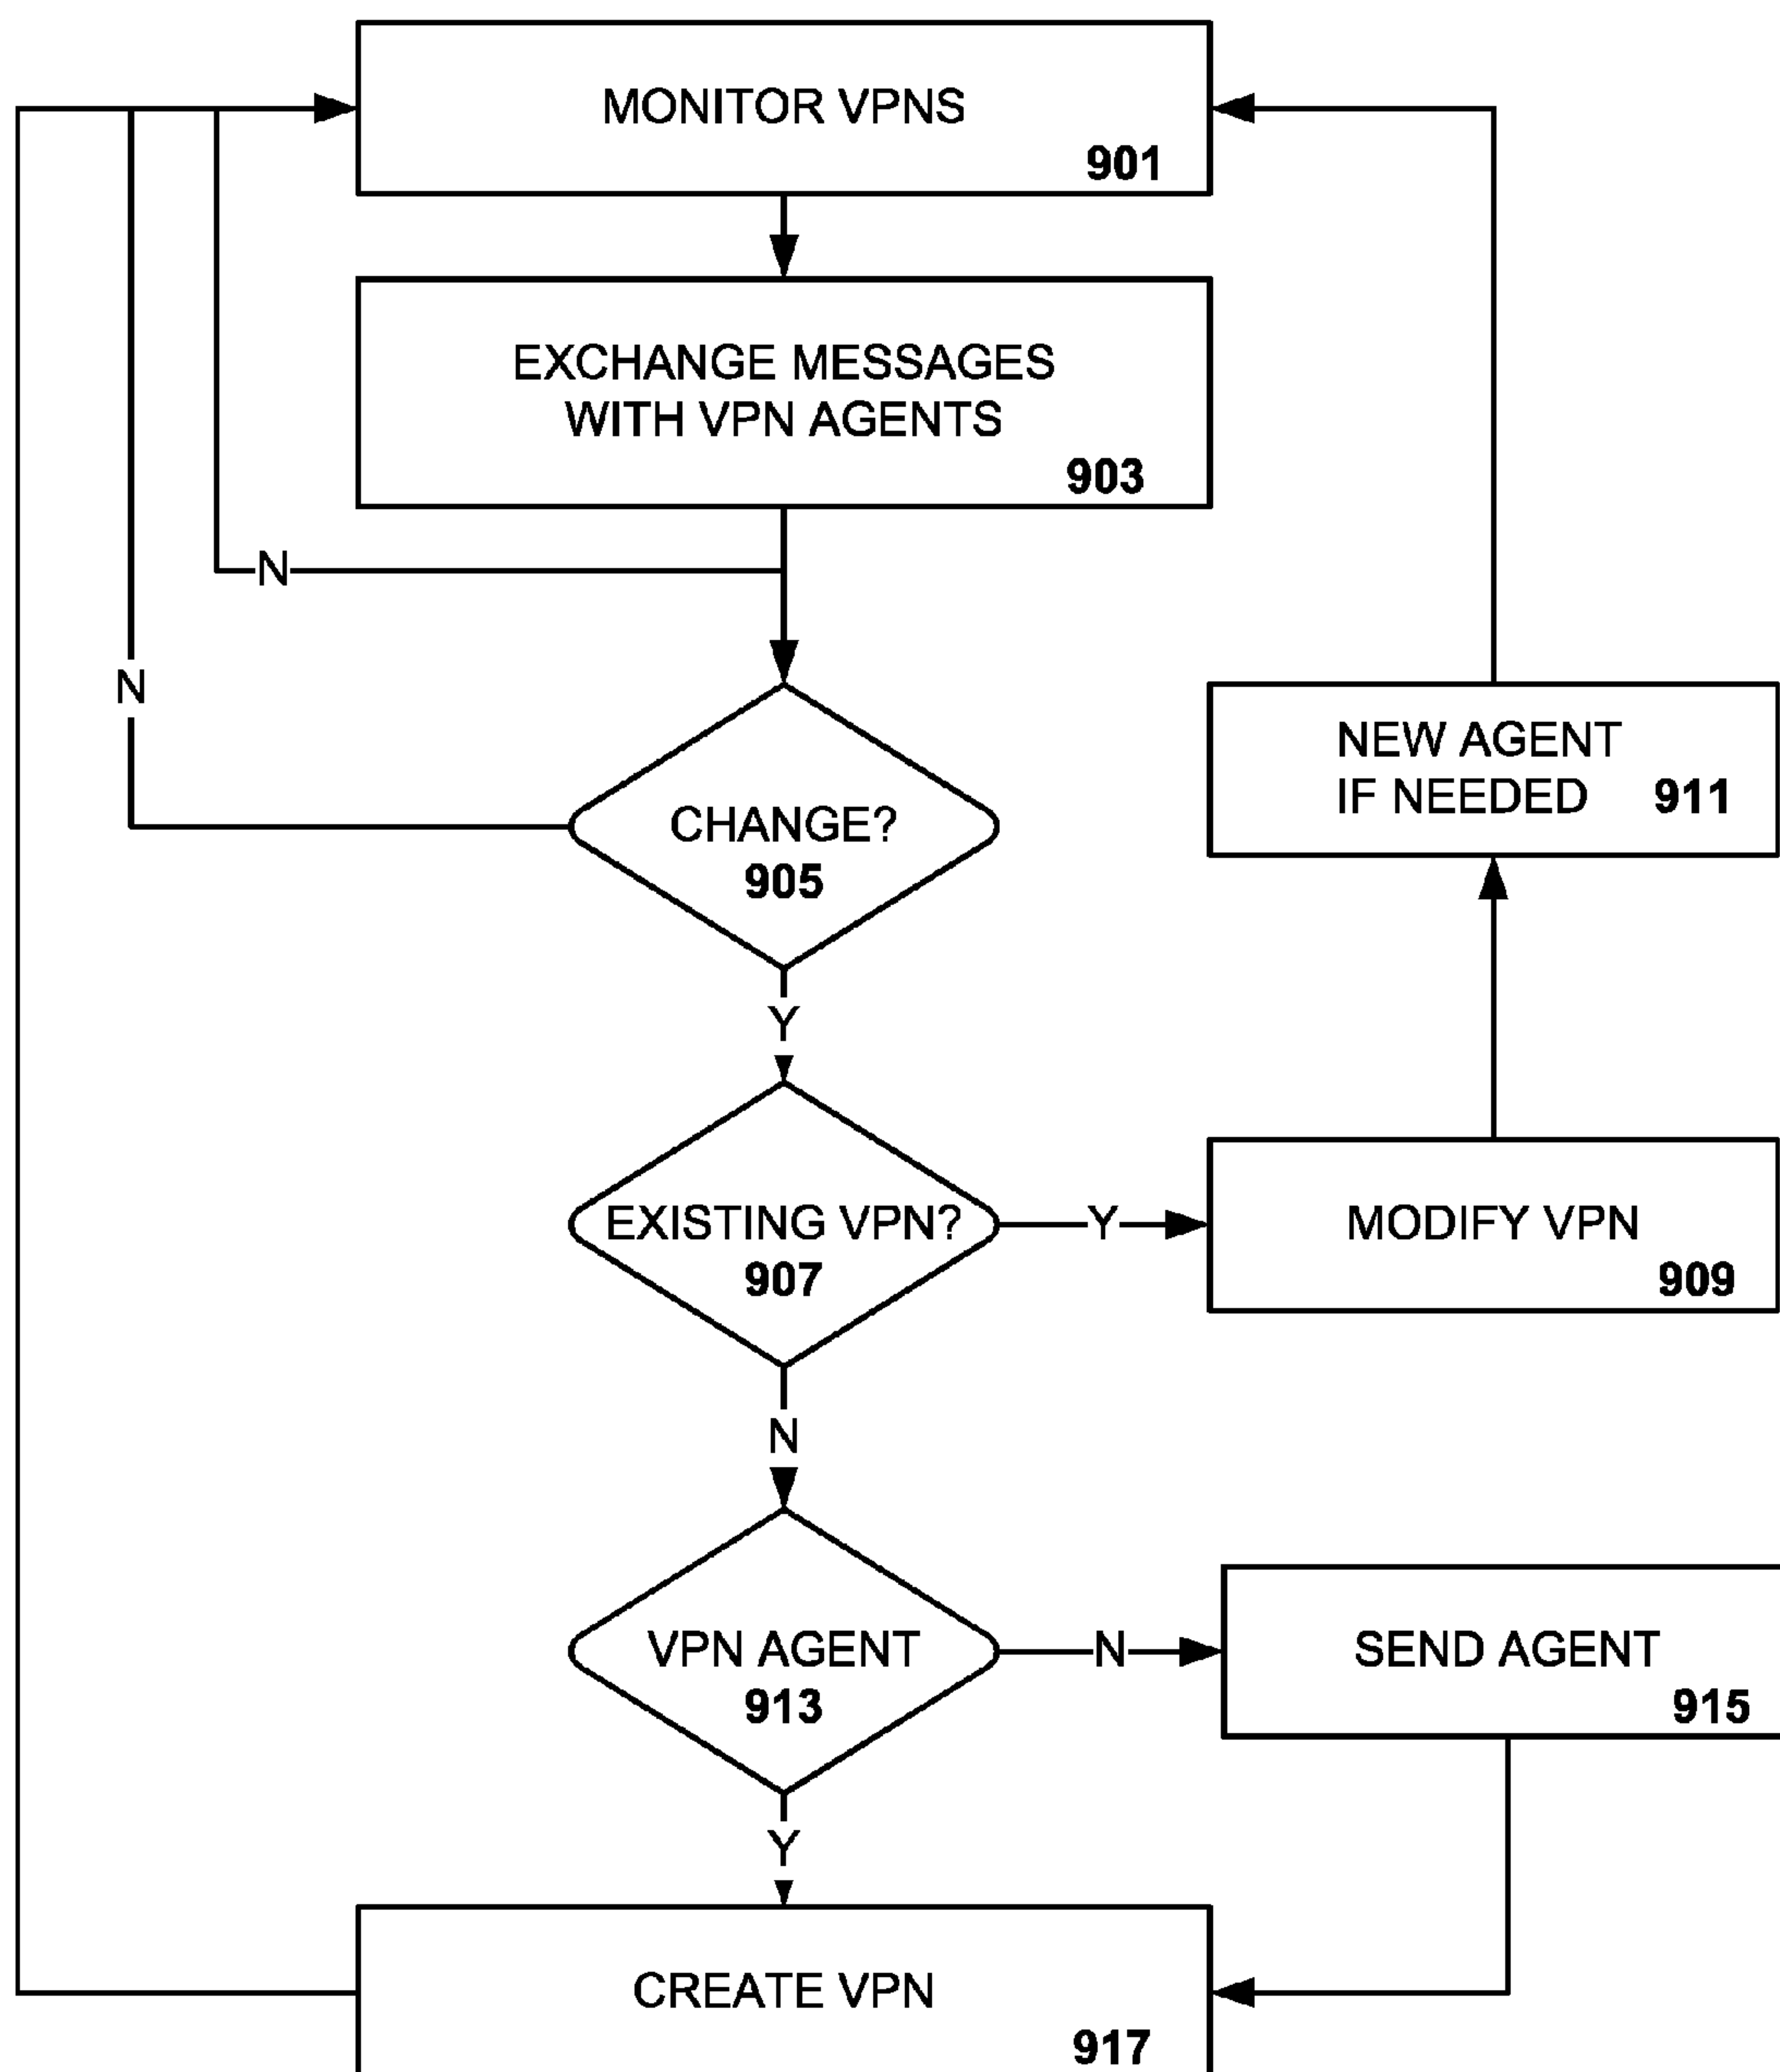 MONITOR VPNS
901
EXCHANGE MESSAGES
WITH VPN AGENTS
903
N
N
NEW AGENT
IF NEEDED 911
CHANGE?
905
Y
EXISTING VPN?
907
Y
MODIFY VPN
909
N
VPN AGENT
913
N
SEND AGENT
915
Y
CREATE VPN
917